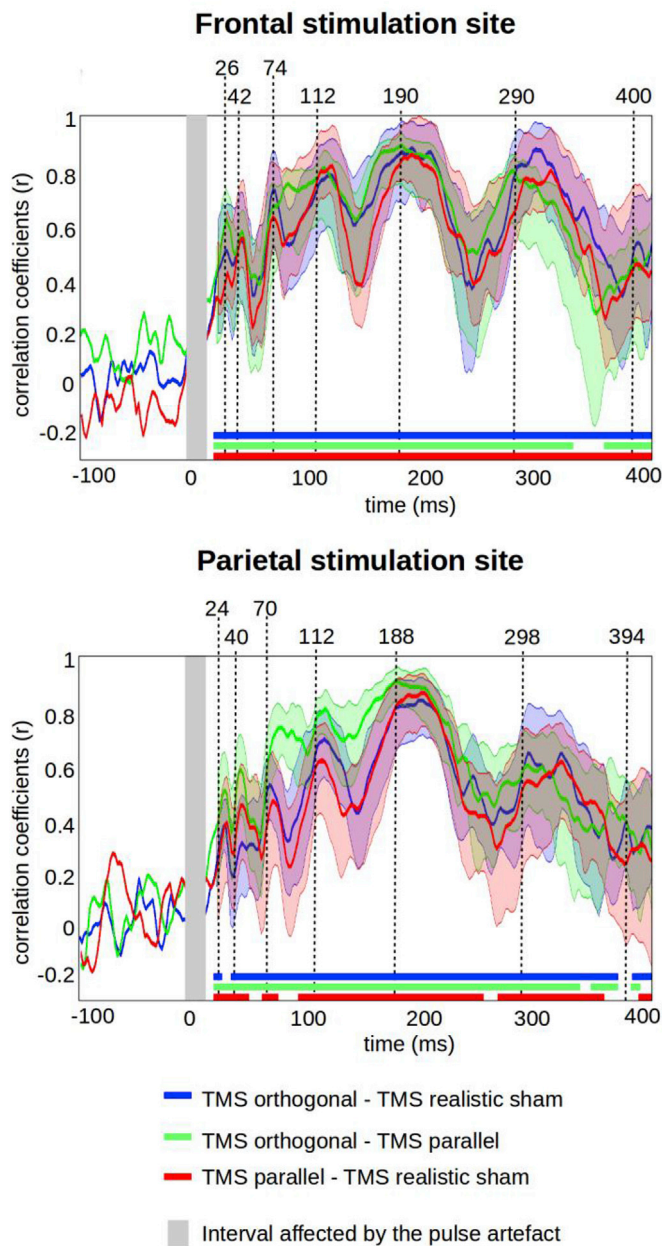 Frontal stimulation site
26 74
42 112 190 290 400
1
0.8
0.6
0.4
0.2
0
-0.2
correlation coefficients (r)
-100 0 100 200 300 400
time (ms)
Parietal stimulation site
24 70
40 112 188 298 394
1
0.8
0.6
0.4
0.2
0
-0.2
correlation coefficients (r)
-100 0 100 200 300 400
time (ms)
TMS orthogonal - TMS realistic sham
TMS orthogonal - TMS parallel
TMS parallel - TMS realistic sham
Interval affected by the pulse artefact